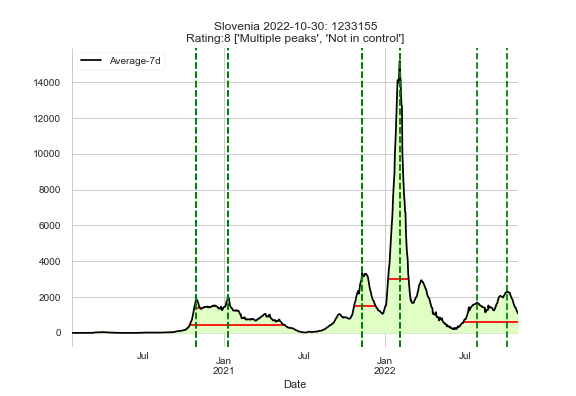 Slovenia 2022-10-30: 1233155
Rating:8 ['Multiple peaks', 'Not in control']
Average-7d
14000
12000
10000
8000
6000
4000
2000
0
Jul
Jan
2021
Jul
Jan
2022
Jul
Date